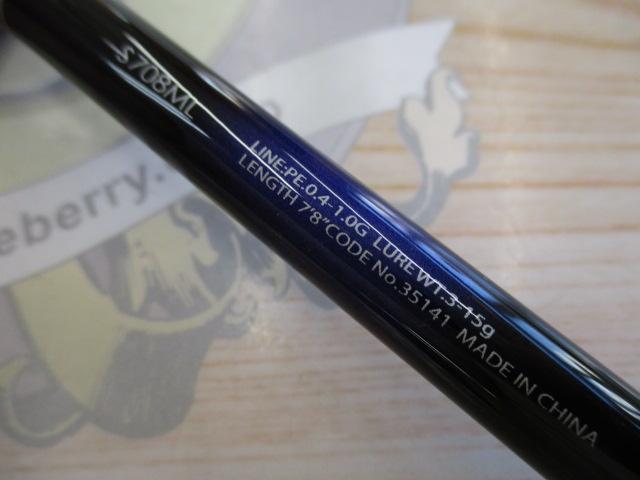 S708ML
LINE:PE.0.4-1.0G LURE WT.3-15g
LENGTH 7'8" CODE No.35141 MADE IN CHINA
eberry.